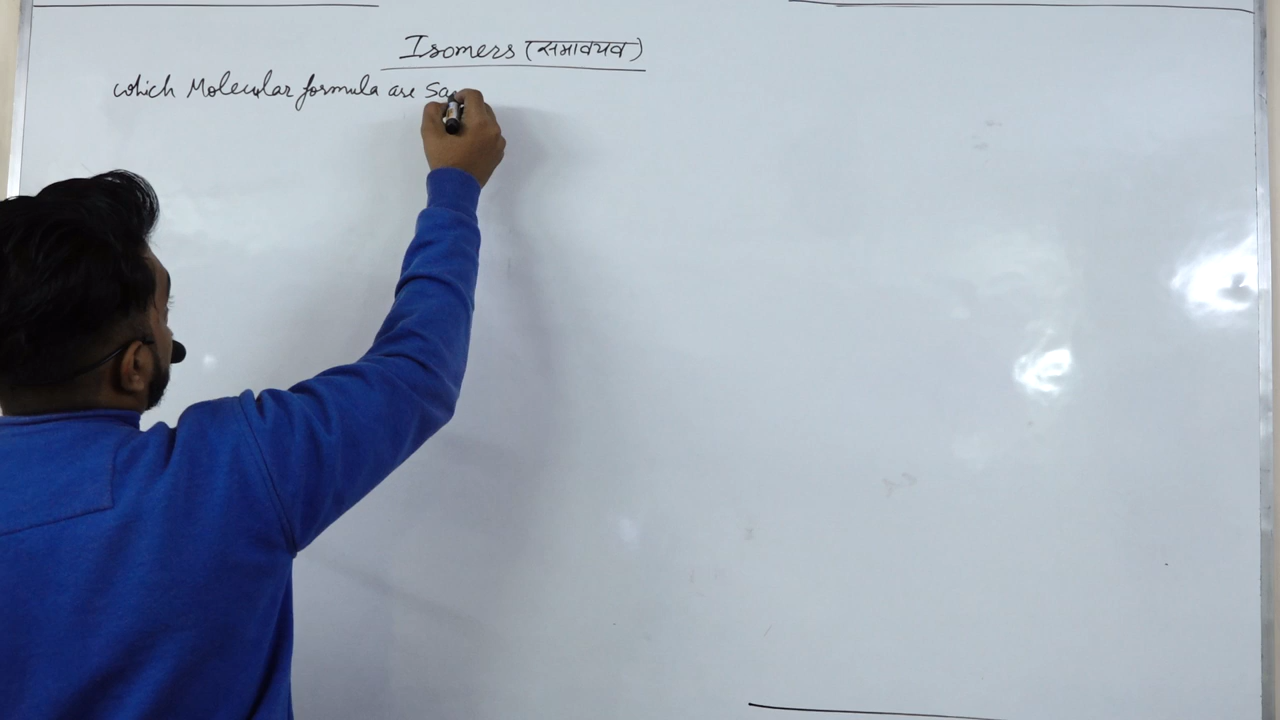 Isomers (समावयव)
which Molecular formula are Sa